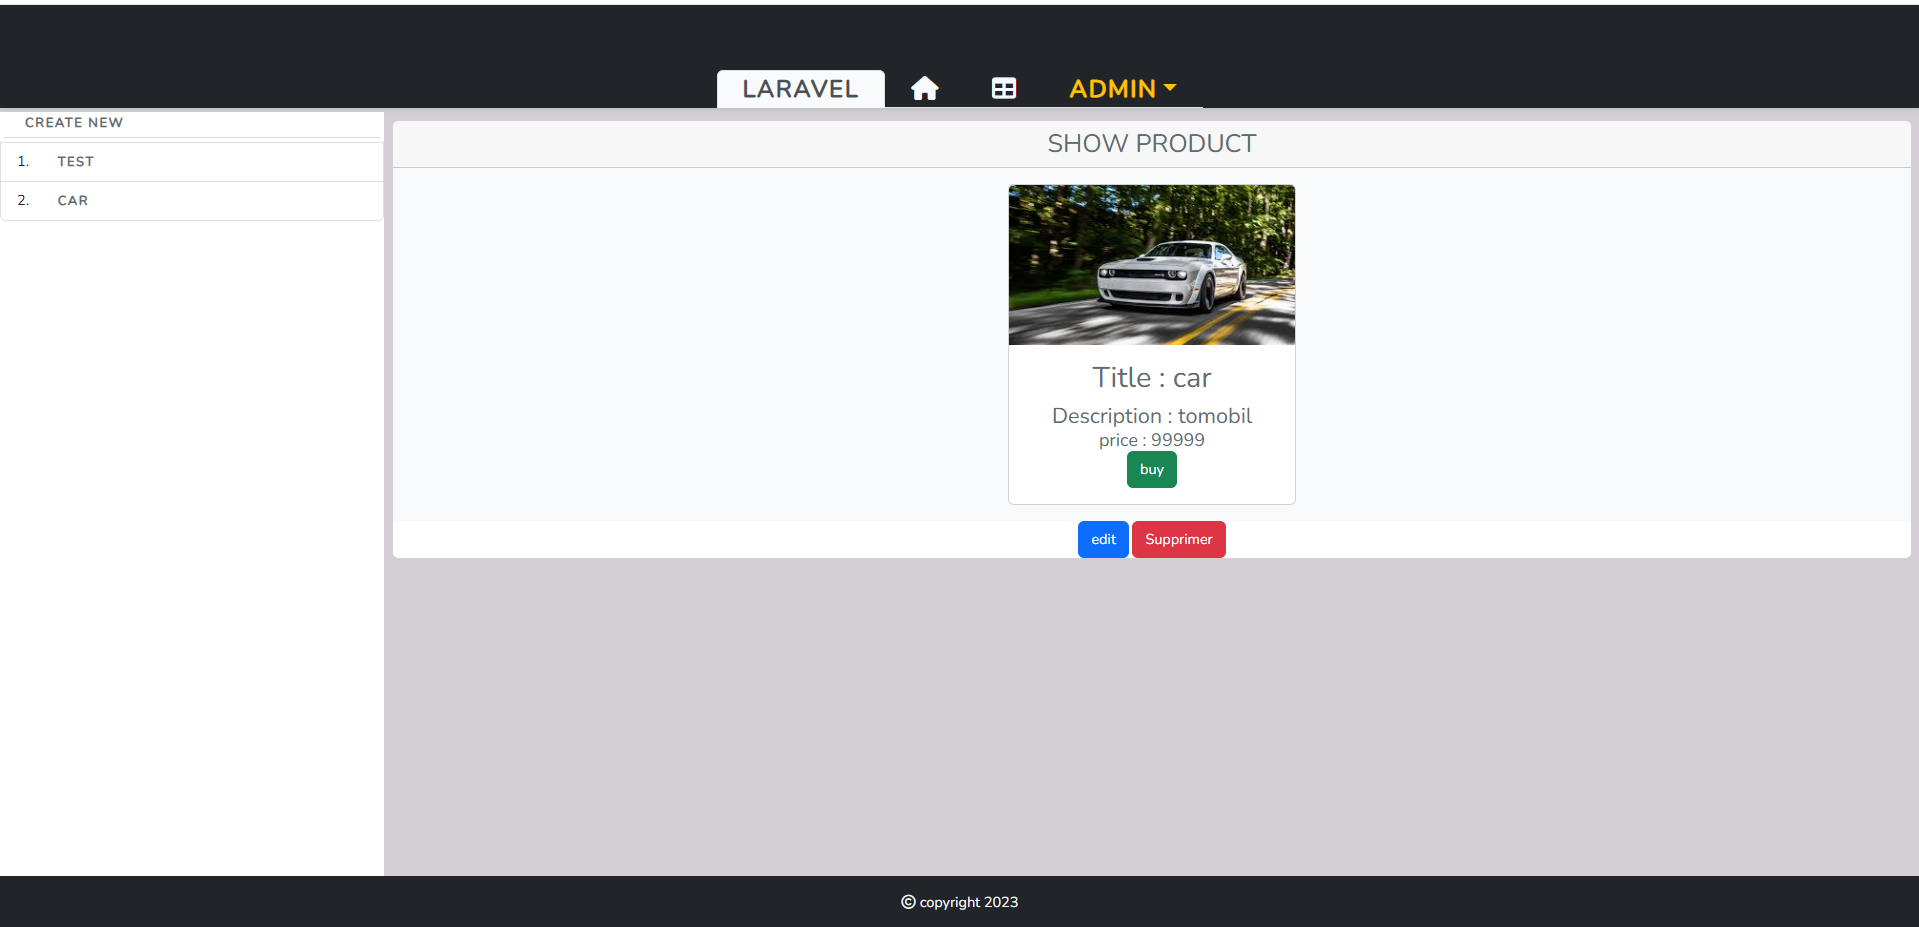 LARAVEL ADMIN
CREATE NEW
1. TEST
2. CAR
SHOW PRODUCT
Title : car
Description : tomobil
price : 99999
buy
edit Supprimer
© copyright 2023